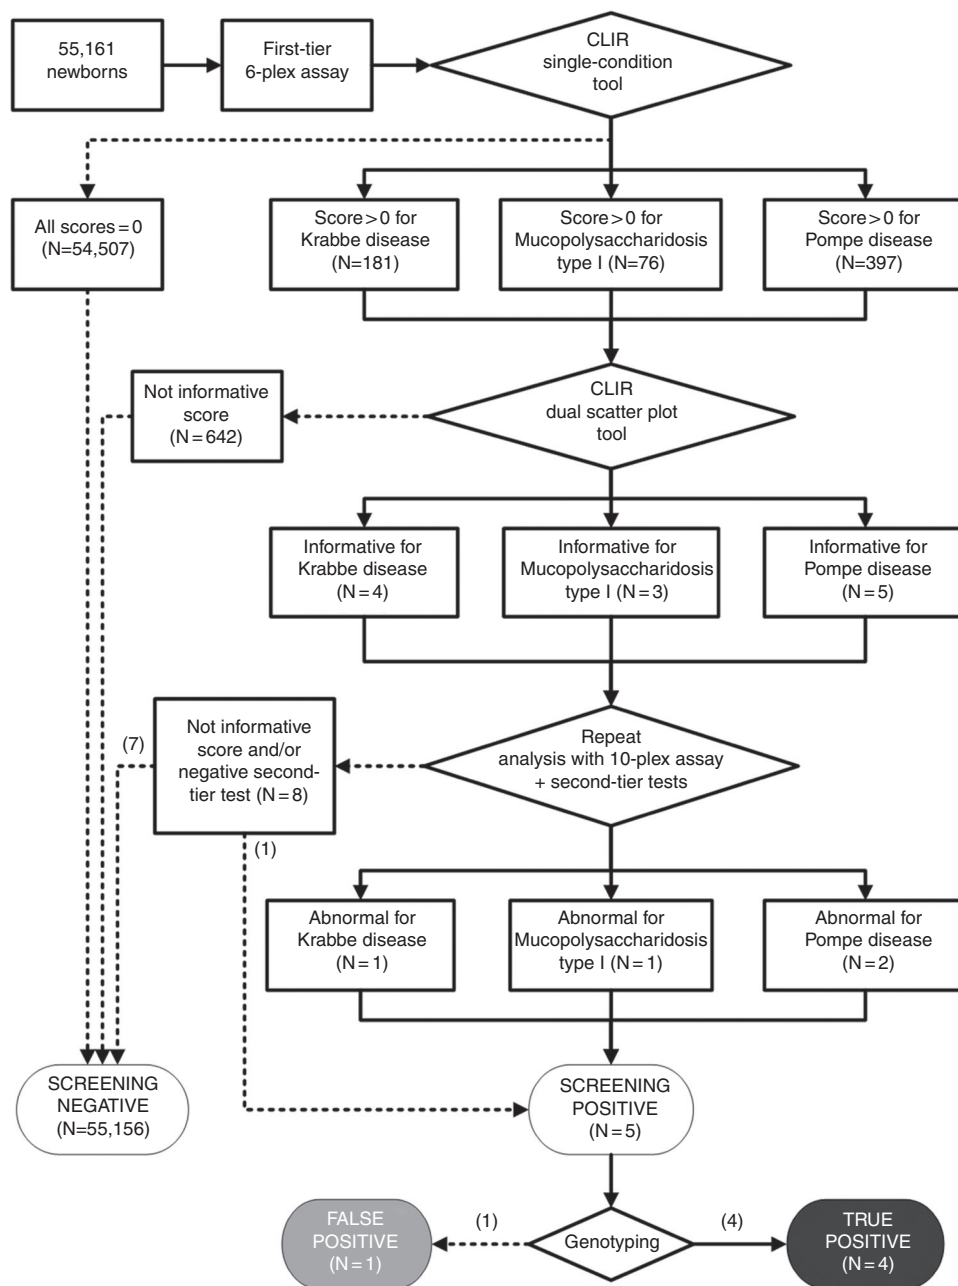 55,161
newborns
First-tier
6-plex assay
CLIR
single-condition
tool
All scores = 0
(N=54,507)
Score > 0 for
Krabbe disease
(N=181)
Score > 0 for
Mucopolysaccharidosis
type I (N=76)
Score > 0 for
Pompe disease
(N=397)
Not informative
score
(N = 642)
CLIR
dual scatter plot
tool
Informative for
Krabbe disease
(N = 4)
Informative for
Mucopolysaccharidosis
type I (N = 3)
Informative for
Pompe disease
(N = 5)
(7)
Not informative
score and/or
negative second-
tier test (N = 8)
Repeat
analysis with 10-plex assay
+ second-tier tests
(1)
Abnormal for
Krabbe disease
(N = 1)
Abnormal for
Mucopolysaccharidosis
type I (N = 1)
Abnormal for
Pompe disease
(N = 2)
SCREENING
NEGATIVE
(N=55,156)
SCREENING
POSITIVE
(N = 5)
FALSE
POSITIVE
(N = 1)
(1)
Genotyping
(4)
TRUE
POSITIVE
(N = 4)